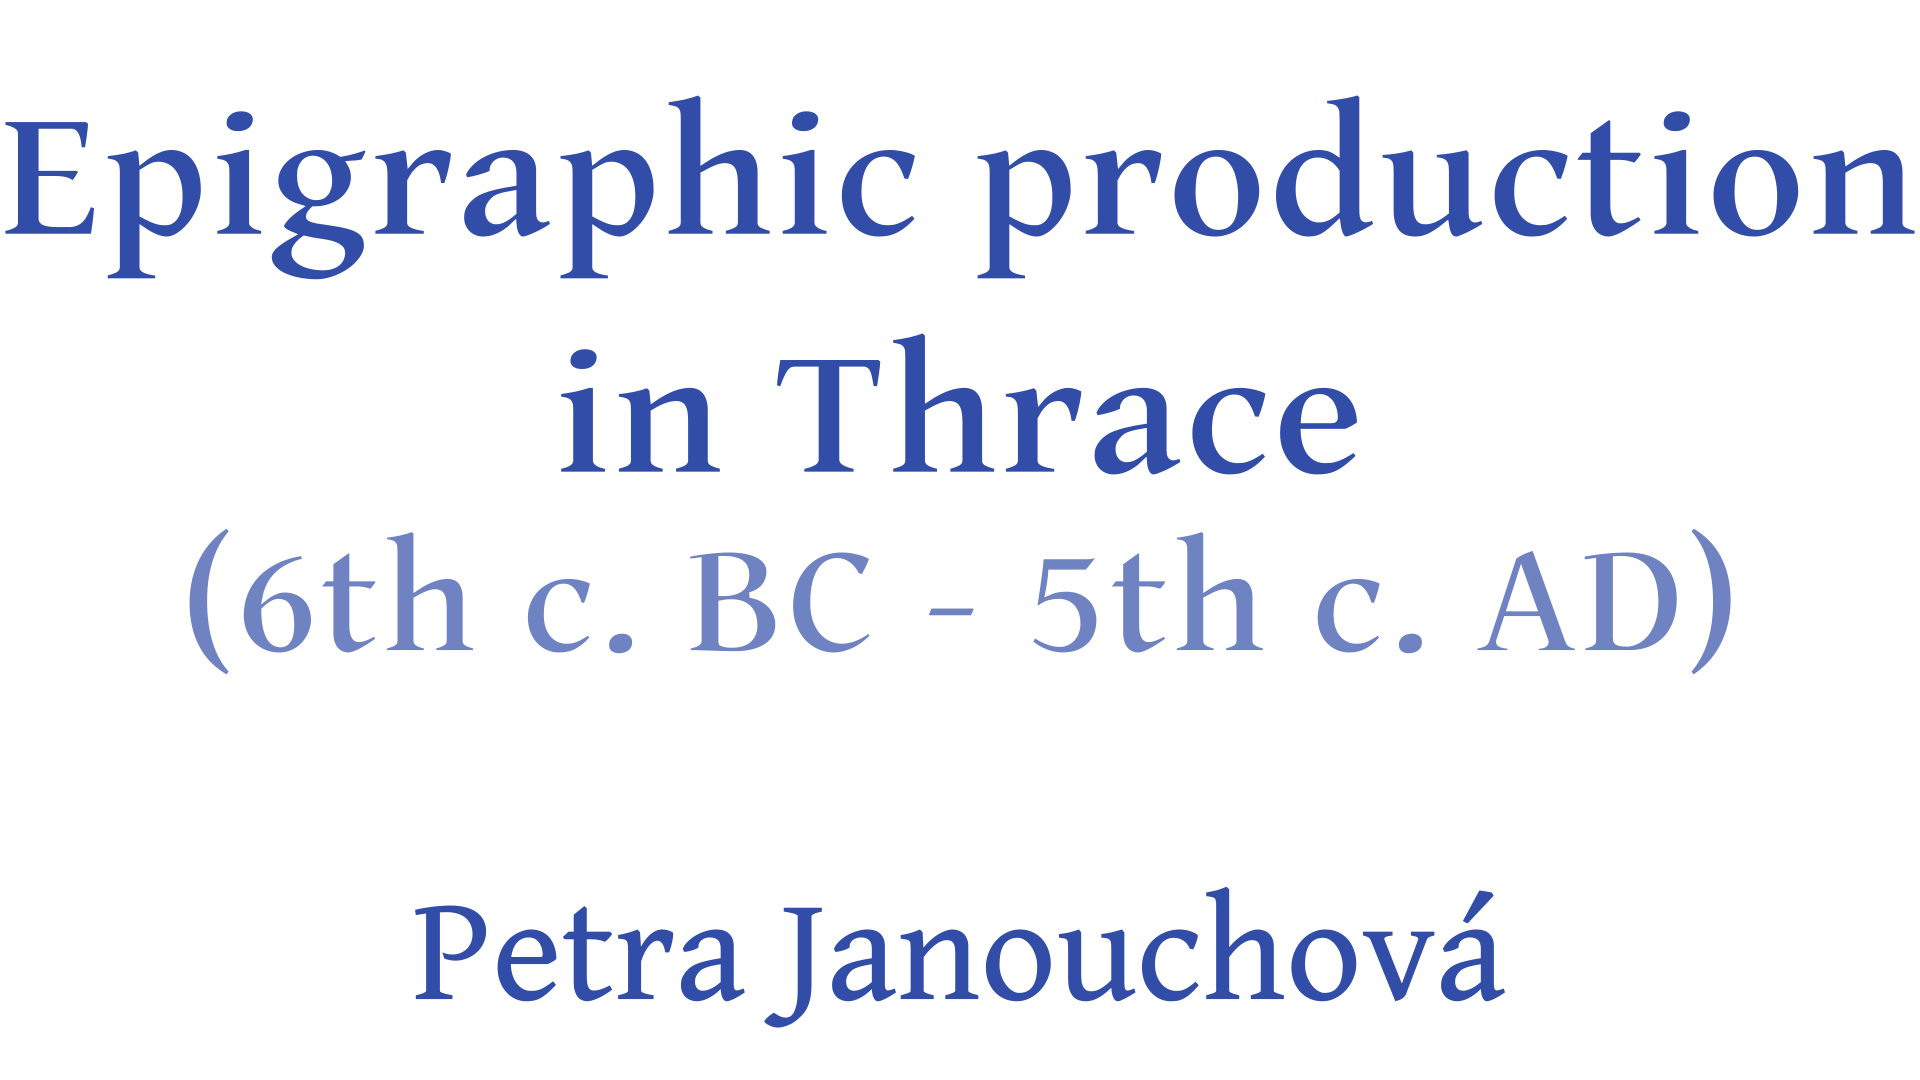 Epigraphic production
in Thrace
(6th c. BC - 5th c. AD)
Petra Janouchová